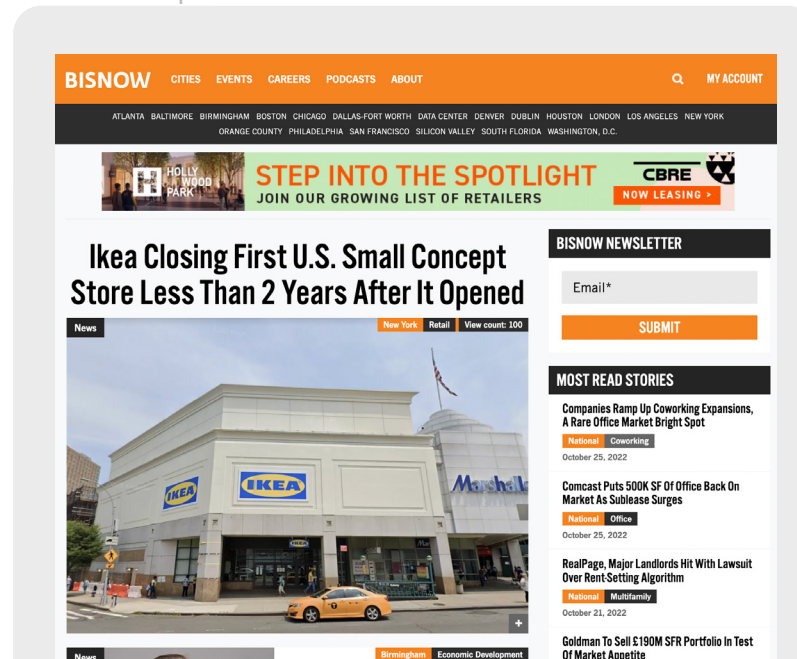 BISNOW CITIES EVENTS CAREERS PODCASTS ABOUT MY ACCOUNT
ATLANTA BALTIMORE BIRMINGHAM BOSTON CHICAGO DALLAS-FORT WORTH DATA CENTER DENVER DUBLIN HOUSTON LONDON LOS ANGELES NEW YORK
ORANGE COUNTY PHILADELPHIA SAN FRANCISCO SILICON VALLEY SOUTH FLORIDA WASHINGTON, D.C.
HOLLY
WOOD
PARK
STEP INTO THE SPOTLIGHT
JOIN OUR GROWING LIST OF RETAILERS
CBRE
NOW LEASING >
Ikea Closing First U.S. Small Concept
Store Less Than 2 Years After It Opened
News
New York Retail View count: 100
IKEA
IKEA
Marshall
IKEA
+
News
Birmingham Economic Development
BISNOW NEWSLETTER
Email*
SUBMIT
MOST READ STORIES
Companies Ramp Up Coworking Expansions,
A Rare Office Market Bright Spot
National Coworking
October 25, 2022
Comcast Puts 500K SF Of Office Back On
Market As Sublease Surges
National Office
October 25, 2022
RealPage, Major Landlords Hit With Lawsuit
Over Rent-Setting Algorithm
National Multifamily
October 21, 2022
Goldman To Sell £190M SFR Portfolio In Test
Of Market Appetite